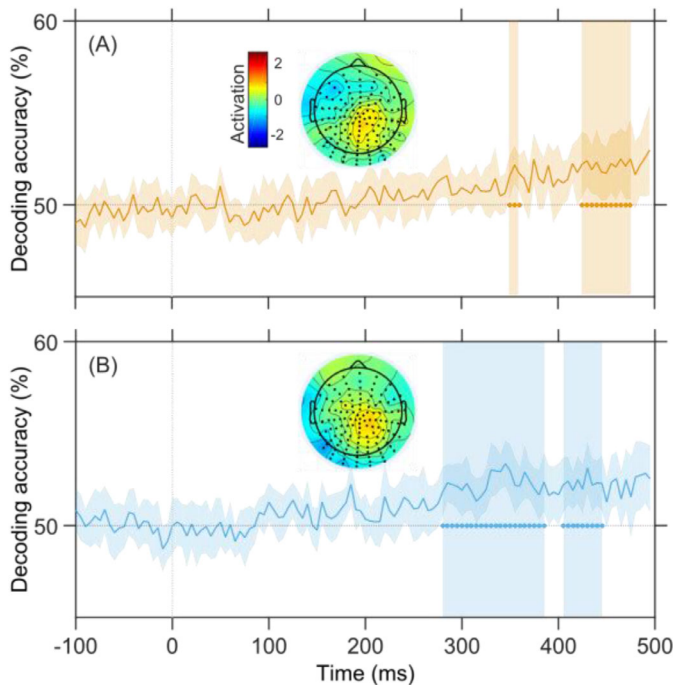 60
(A)
Activation
2
0
-2
Decoding accuracy (%)
50
60
(B)
Decoding accuracy (%)
50
-100 0 100 200 300 400 500
Time (ms)